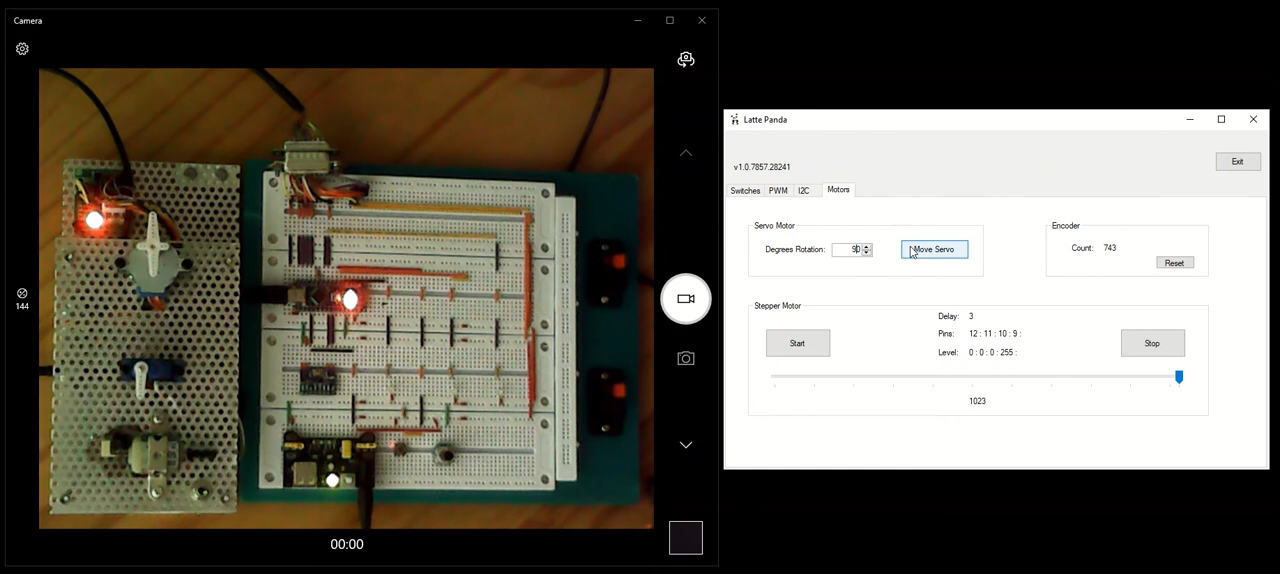 Camera
144
00:00
Latte Panda
v1.0.7857.28241
Exit
Switches PWM I2C Motors
Servo Motor
Degrees Rotation: 90 Move Servo
Encoder
Count: 743
Reset
Stepper Motor
Start
Delay: 3
Pins: 12 : 11 : 10 : 9 :
Level: 0 : 0 : 0 : 255 :
Stop
1023